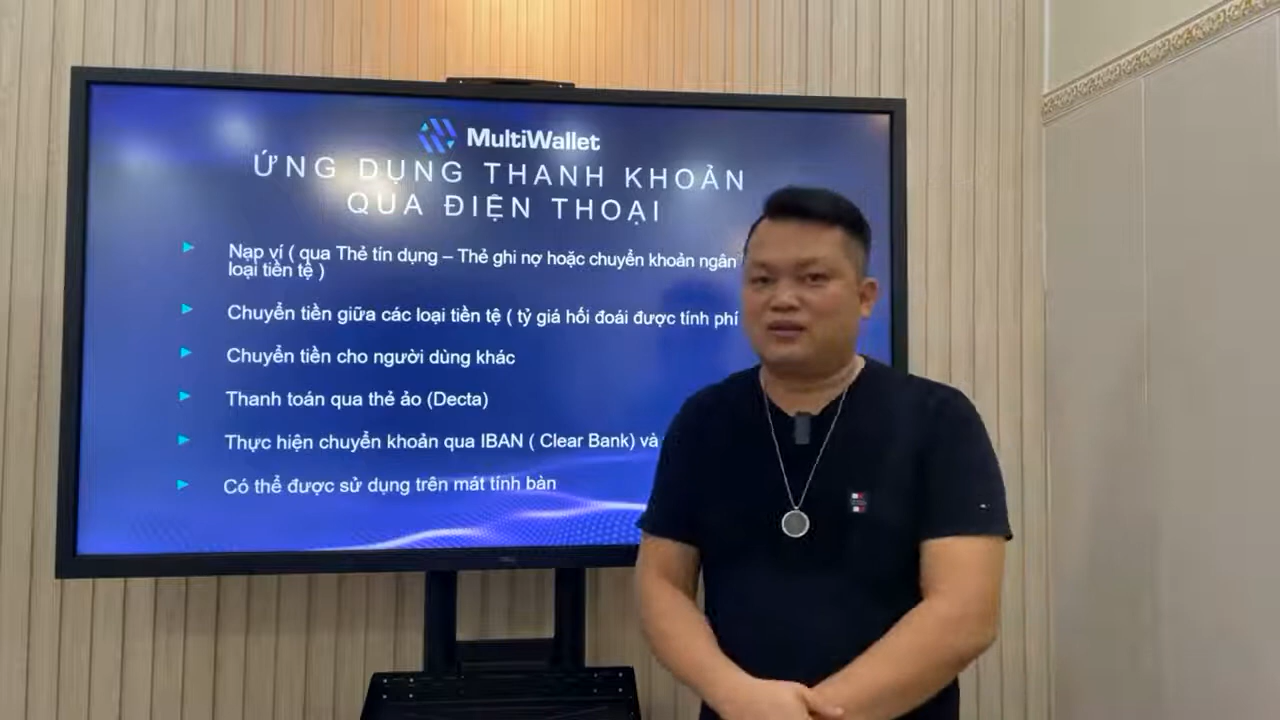 MultiWallet
ỨNG DỤNG THANH KHOẢN
QUA ĐIỆN THOẠI
Nạp ví ( qua Thẻ tín dụng – Thẻ ghi nợ hoặc chuyển khoản ngân
loại tiền tệ )
Chuyển tiền giữa các loại tiền tệ ( tỷ giá hối đoái được tính phí
Chuyển tiền cho người dùng khác
Thanh toán qua thẻ ảo (Decta)
Thực hiện chuyển khoản qua IBAN ( Clear Bank) và
Có thể được sử dụng trên mát tính bàn